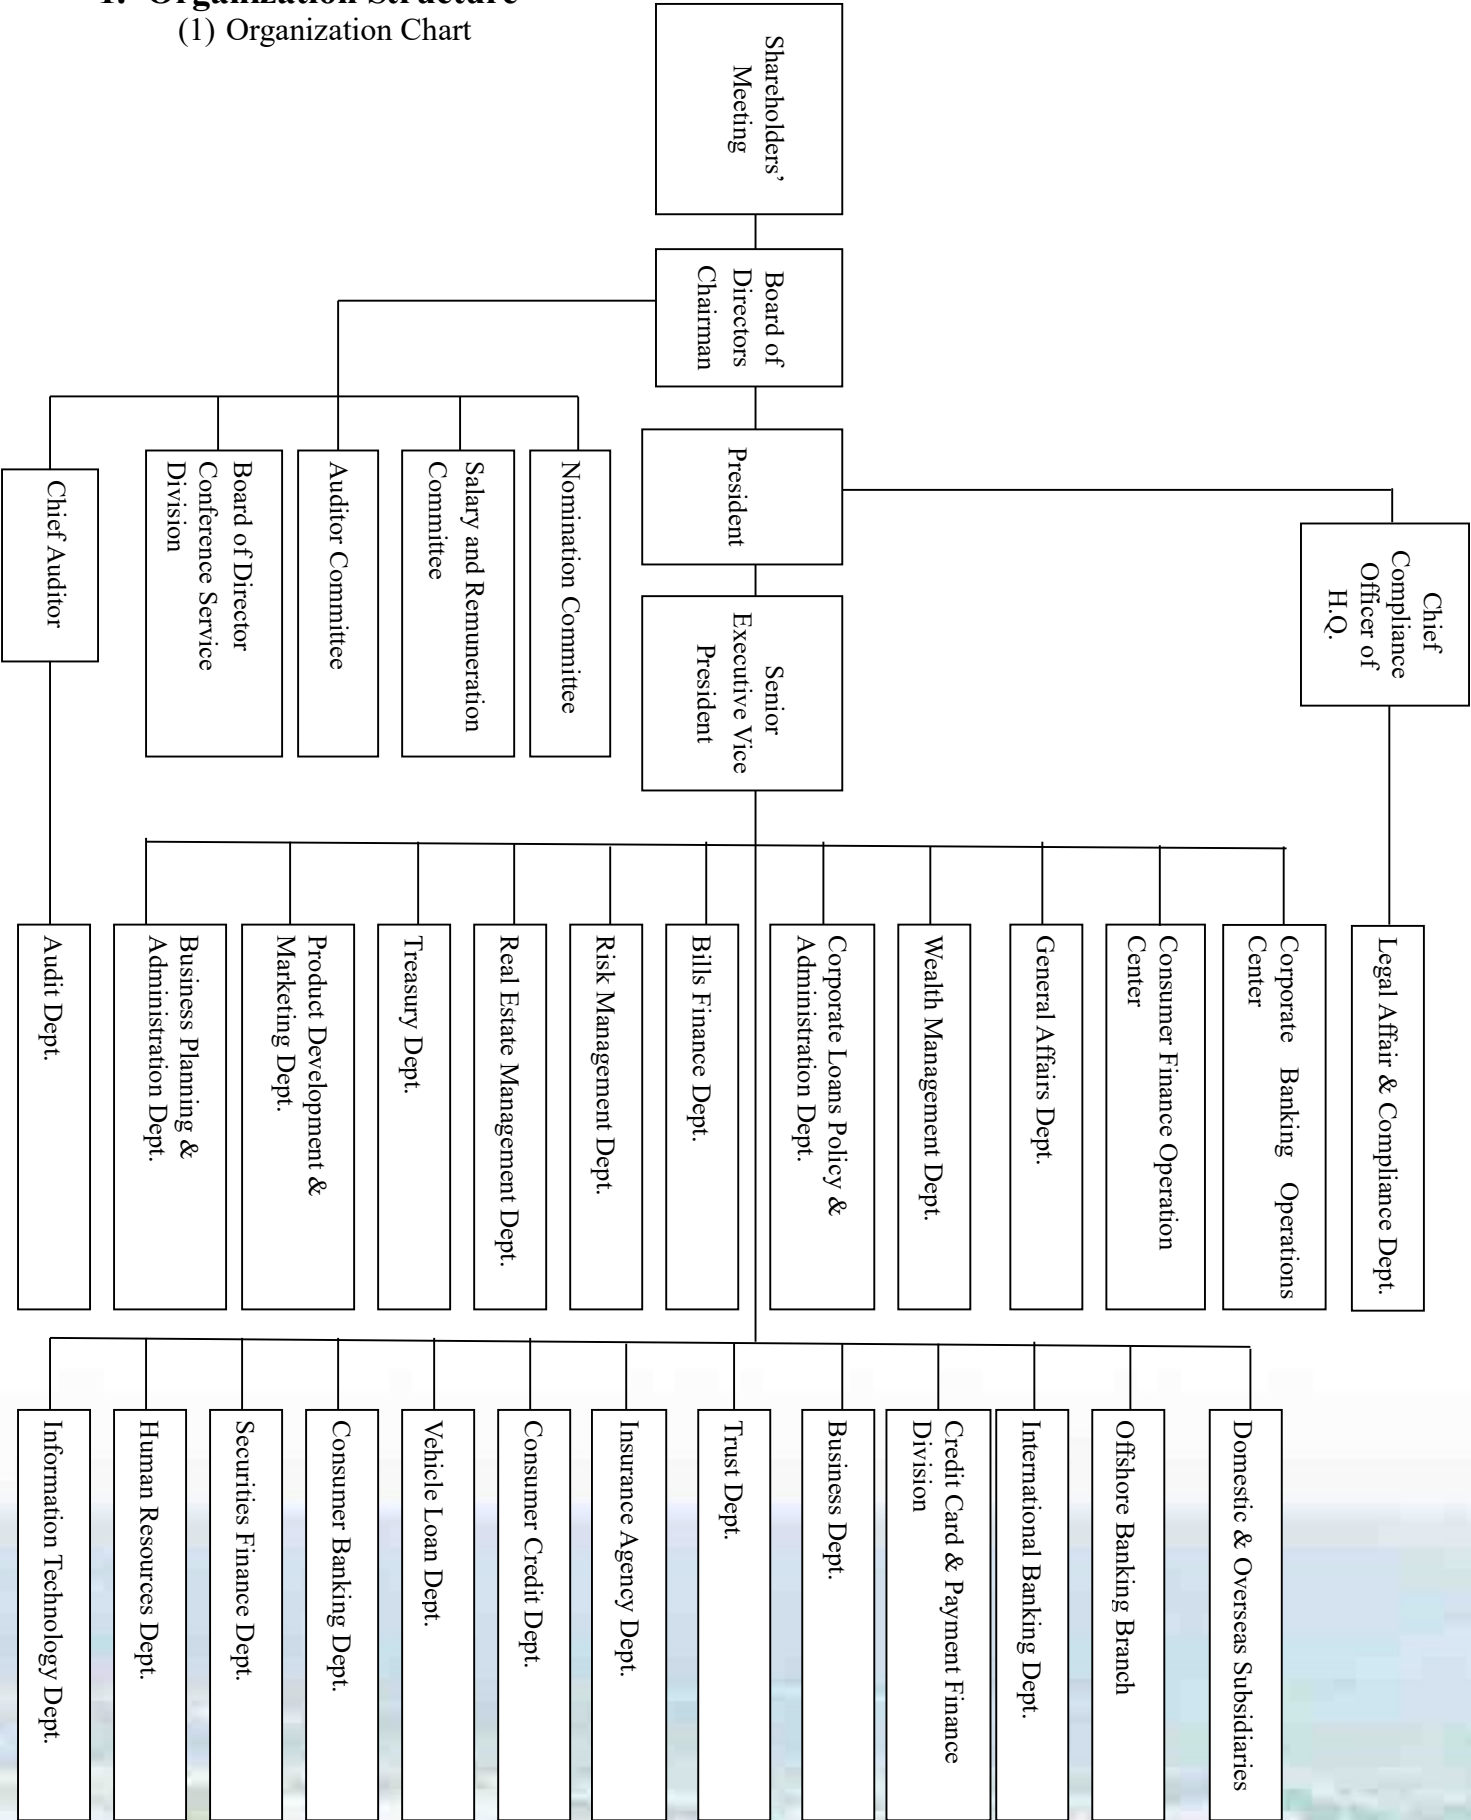 1. Organization Structure
(1) Organization Chart
Shareholders’
Meeting
Board of
Directors
Chairman
President
Senior
Executive Vice
President
Chief
Compliance
Officer of
H.Q.
Nomination Committee
Salary and Remuneration
Committee
Auditor Committee
Board of Director
Conference Service
Division
Chief Auditor
Legal Affair & Compliance Dept.
Corporate Banking Operations
Center
Consumer Finance Operation
Center
General Affairs Dept.
Wealth Management Dept.
Corporate Loans Policy &
Administration Dept.
Bills Finance Dept.
Risk Management Dept.
Real Estate Management Dept.
Treasury Dept.
Product Development &
Marketing Dept.
Business Planning &
Administration Dept.
Audit Dept.
Domestic & Overseas Subsidiaries
Offshore Banking Branch
International Banking Dept.
Credit Card & Payment Finance
Division
Business Dept.
Trust Dept.
Insurance Agency Dept.
Consumer Credit Dept.
Vehicle Loan Dept.
Consumer Banking Dept.
Securities Finance Dept.
Human Resources Dept.
Information Technology Dept.